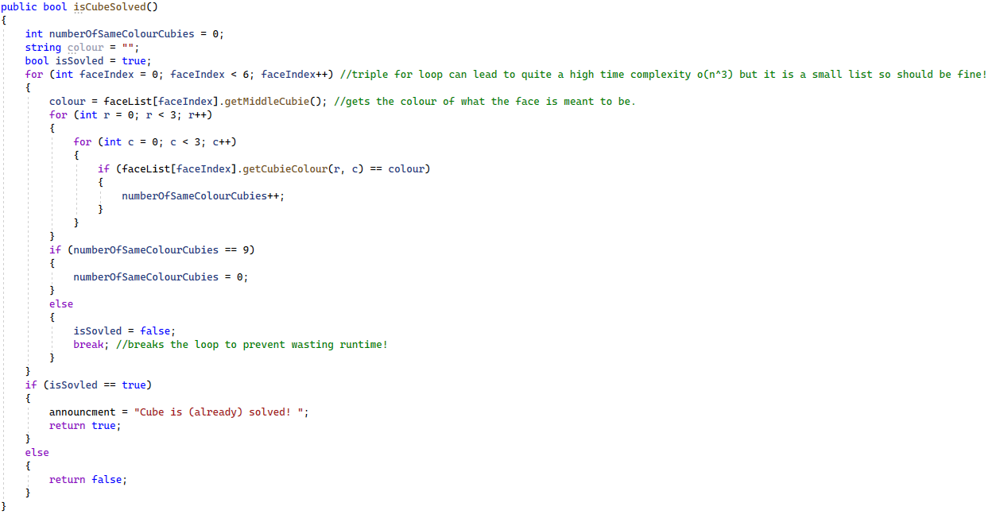 public bool isCubeSolved()
{
    int numberOfSameColourCubies = 0;
    string colour = "";
    bool isSovled = true;
    for (int faceIndex = 0; faceIndex < 6; faceIndex++) //triple for loop can lead to quite a high time complexity o(n^3) but it is a small list so should be fine!
    {
        colour = faceList[faceIndex].getMiddleCubie(); //gets the colour of what the face is meant to be.
        for (int r = 0; r < 3; r++)
        {
            for (int c = 0; c < 3; c++)
            {
                if (faceList[faceIndex].getCubieColour(r, c) == colour)
                {
                    numberOfSameColourCubies++;
                }
            }
        }
        if (numberOfSameColourCubies == 9)
        {
            numberOfSameColourCubies = 0;
        }
        else
        {
            isSovled = false;
            break; //breaks the loop to prevent wasting runtime!
        }
    }
    if (isSovled == true)
    {
        announcment = "Cube is (already) solved! ";
        return true;
    }
    else
    {
        return false;
    }
}